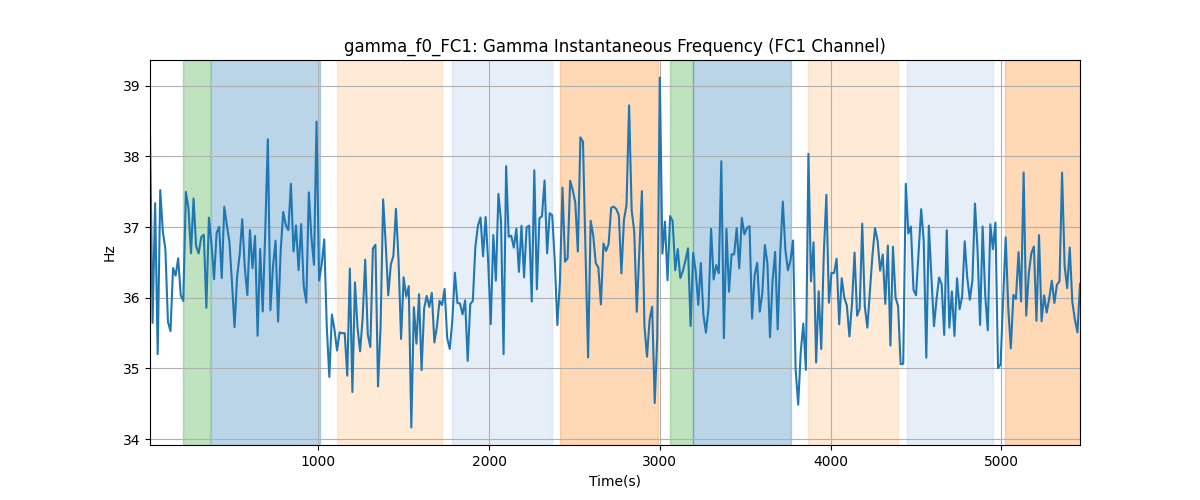 gamma_f0_FC1: Gamma Instantaneous Frequency (FC1 Channel)
39
38
37
36
35
34
Hz
1000 2000 3000 4000 5000
Time(s)